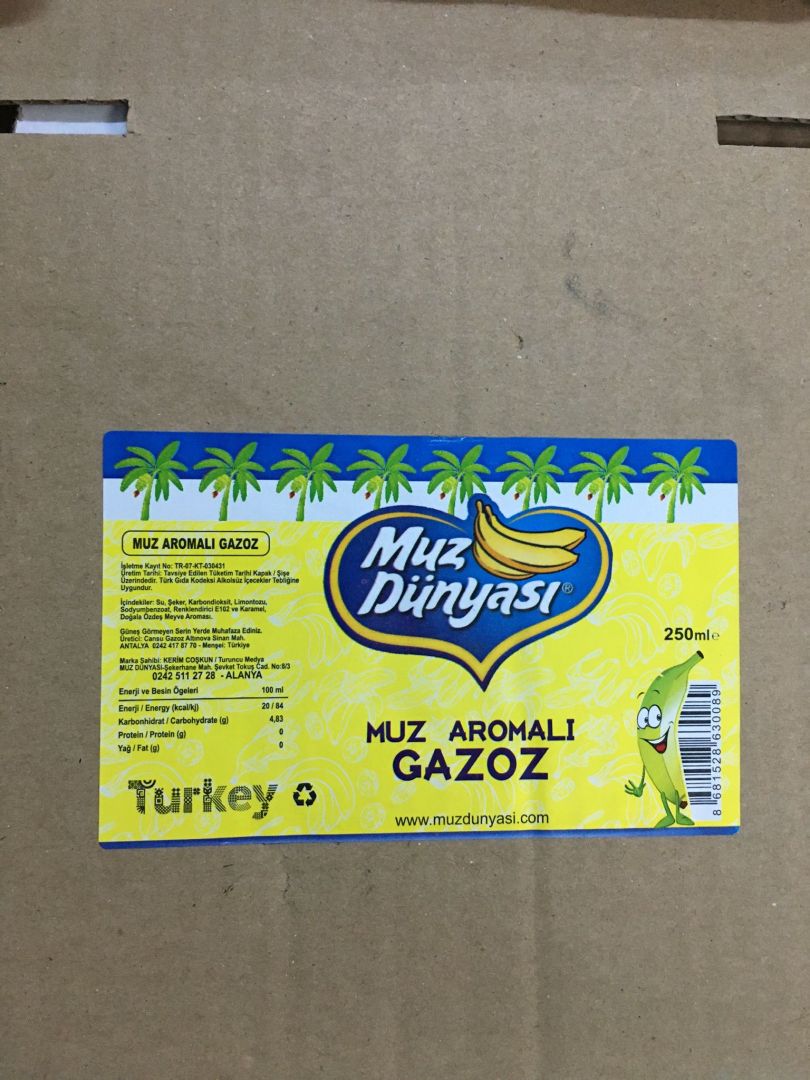 MUZ AROMALI GAZOZ
İşletme Kayıt No: TR-07-KT-030431
Üretim Tarihi: Tavsiye Edilen Tüketim Tarihi Kapak / Şişe
Üzerindedir. Türk Gıda Kodeksi Alkolsüz İçecekler Tebliğine
Uygundur.
İçindekiler: Su, Şeker, Karbondioksit, Limontozu,
Sodyumbenzoat, Renklendirici E102 ve Karamel,
Doğala Özdeş Meyve Aroması.
Güneş Görmeyen Serin Yerde Muhafaza Ediniz.
Üretici: Cansu Gazoz Altınova Sinan Mah.
ANTALYA 0242 417 87 70 - Menşei: Türkiye
Marka Sahibi: KERİM COŞKUN / Turuncu Medya
MUZ DÜNYASI-Şekerhane Mah. Şevket Tokuş Cad. No:8/3
0242 511 27 28 - ALANYA
Enerji ve Besin Ögeleri 100 ml
Enerji / Energy (kcal/kj) 20 / 84
Karbonhidrat / Carbohydrate (g) 4,83
Protein / Protein (g) 0
Yağ / Fat (g) 0
Turkey
Muz
Dünyası®
MUZ AROMALI
GAZOZ
www.muzdunyasi.com
250ml℮
8 681528 630089